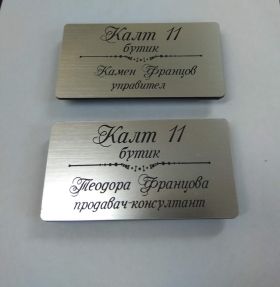 Калт 11
бутик
Камен Францов
управител
Калт 11
бутик
Теодора Францова
продавач-консултант